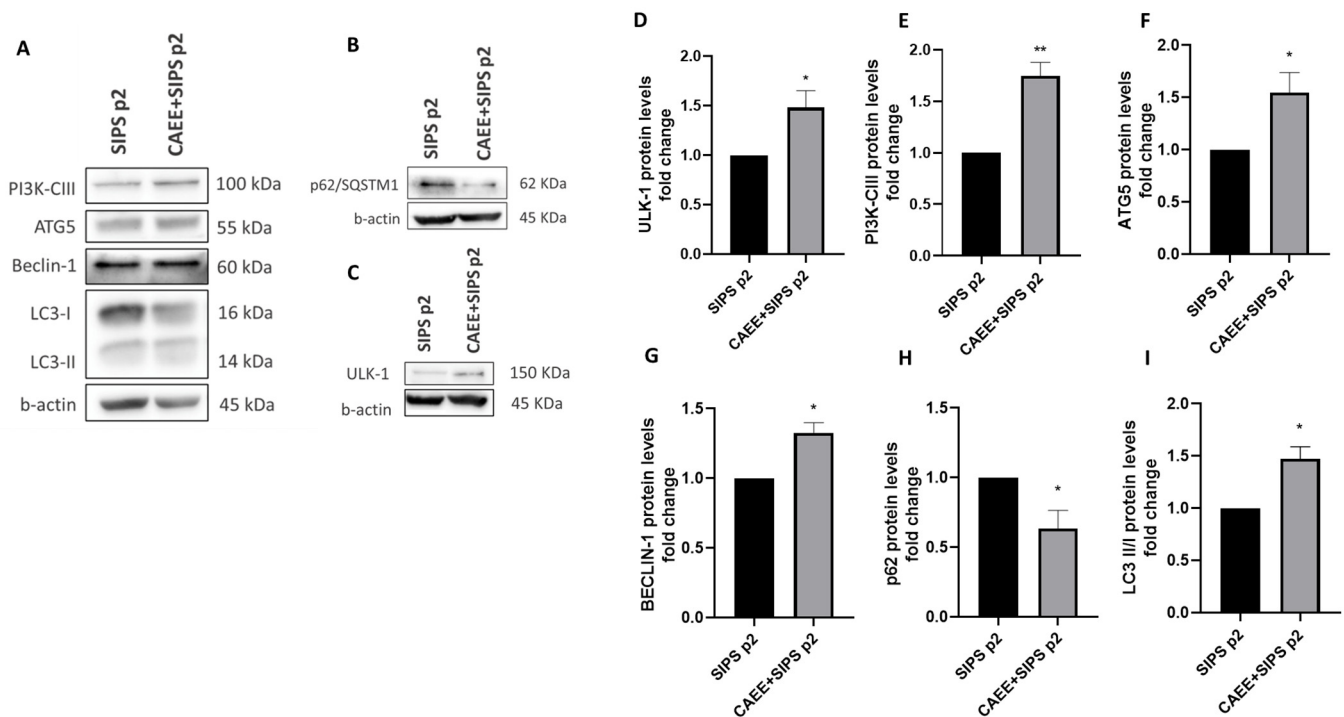 A
SIPS p2
CAEE+SIPS p2
PI3K-CIII
100 kDa
ATG5
55 kDa
Beclin-1
60 kDa
LC3-I
16 kDa
LC3-II
14 kDa
b-actin
45 kDa
B
SIPS p2
CAEE+SIPS p2
p62/SQSTM1
62 KDa
b-actin
45 KDa
C
SIPS p2
CAEE+SIPS p2
ULK-1
150 KDa
b-actin
45 KDa
D
ULK-1 protein levels
fold change
2.0
1.5
1.0
0.5
0.0
*
SIPS p2
CAEE+SIPS p2
E
PI3K-CIII protein levels
fold change
2.0
1.5
1.0
0.5
0.0
**
SIPS p2
CAEE+SIPS p2
F
ATG5 protein levels
fold change
2.0
1.5
1.0
0.5
0.0
*
SIPS p2
CAEE+SIPS p2
G
BECLIN-1 protein levels
fold change
1.5
1.0
0.5
0.0
*
SIPS p2
CAEE+SIPS p2
H
p62 protein levels
fold change
1.5
1.0
0.5
0.0
*
SIPS p2
CAEE+SIPS p2
I
LC3 II/I protein levels
fold change
2.0
1.5
1.0
0.5
0.0
*
SIPS p2
CAEE+SIPS p2